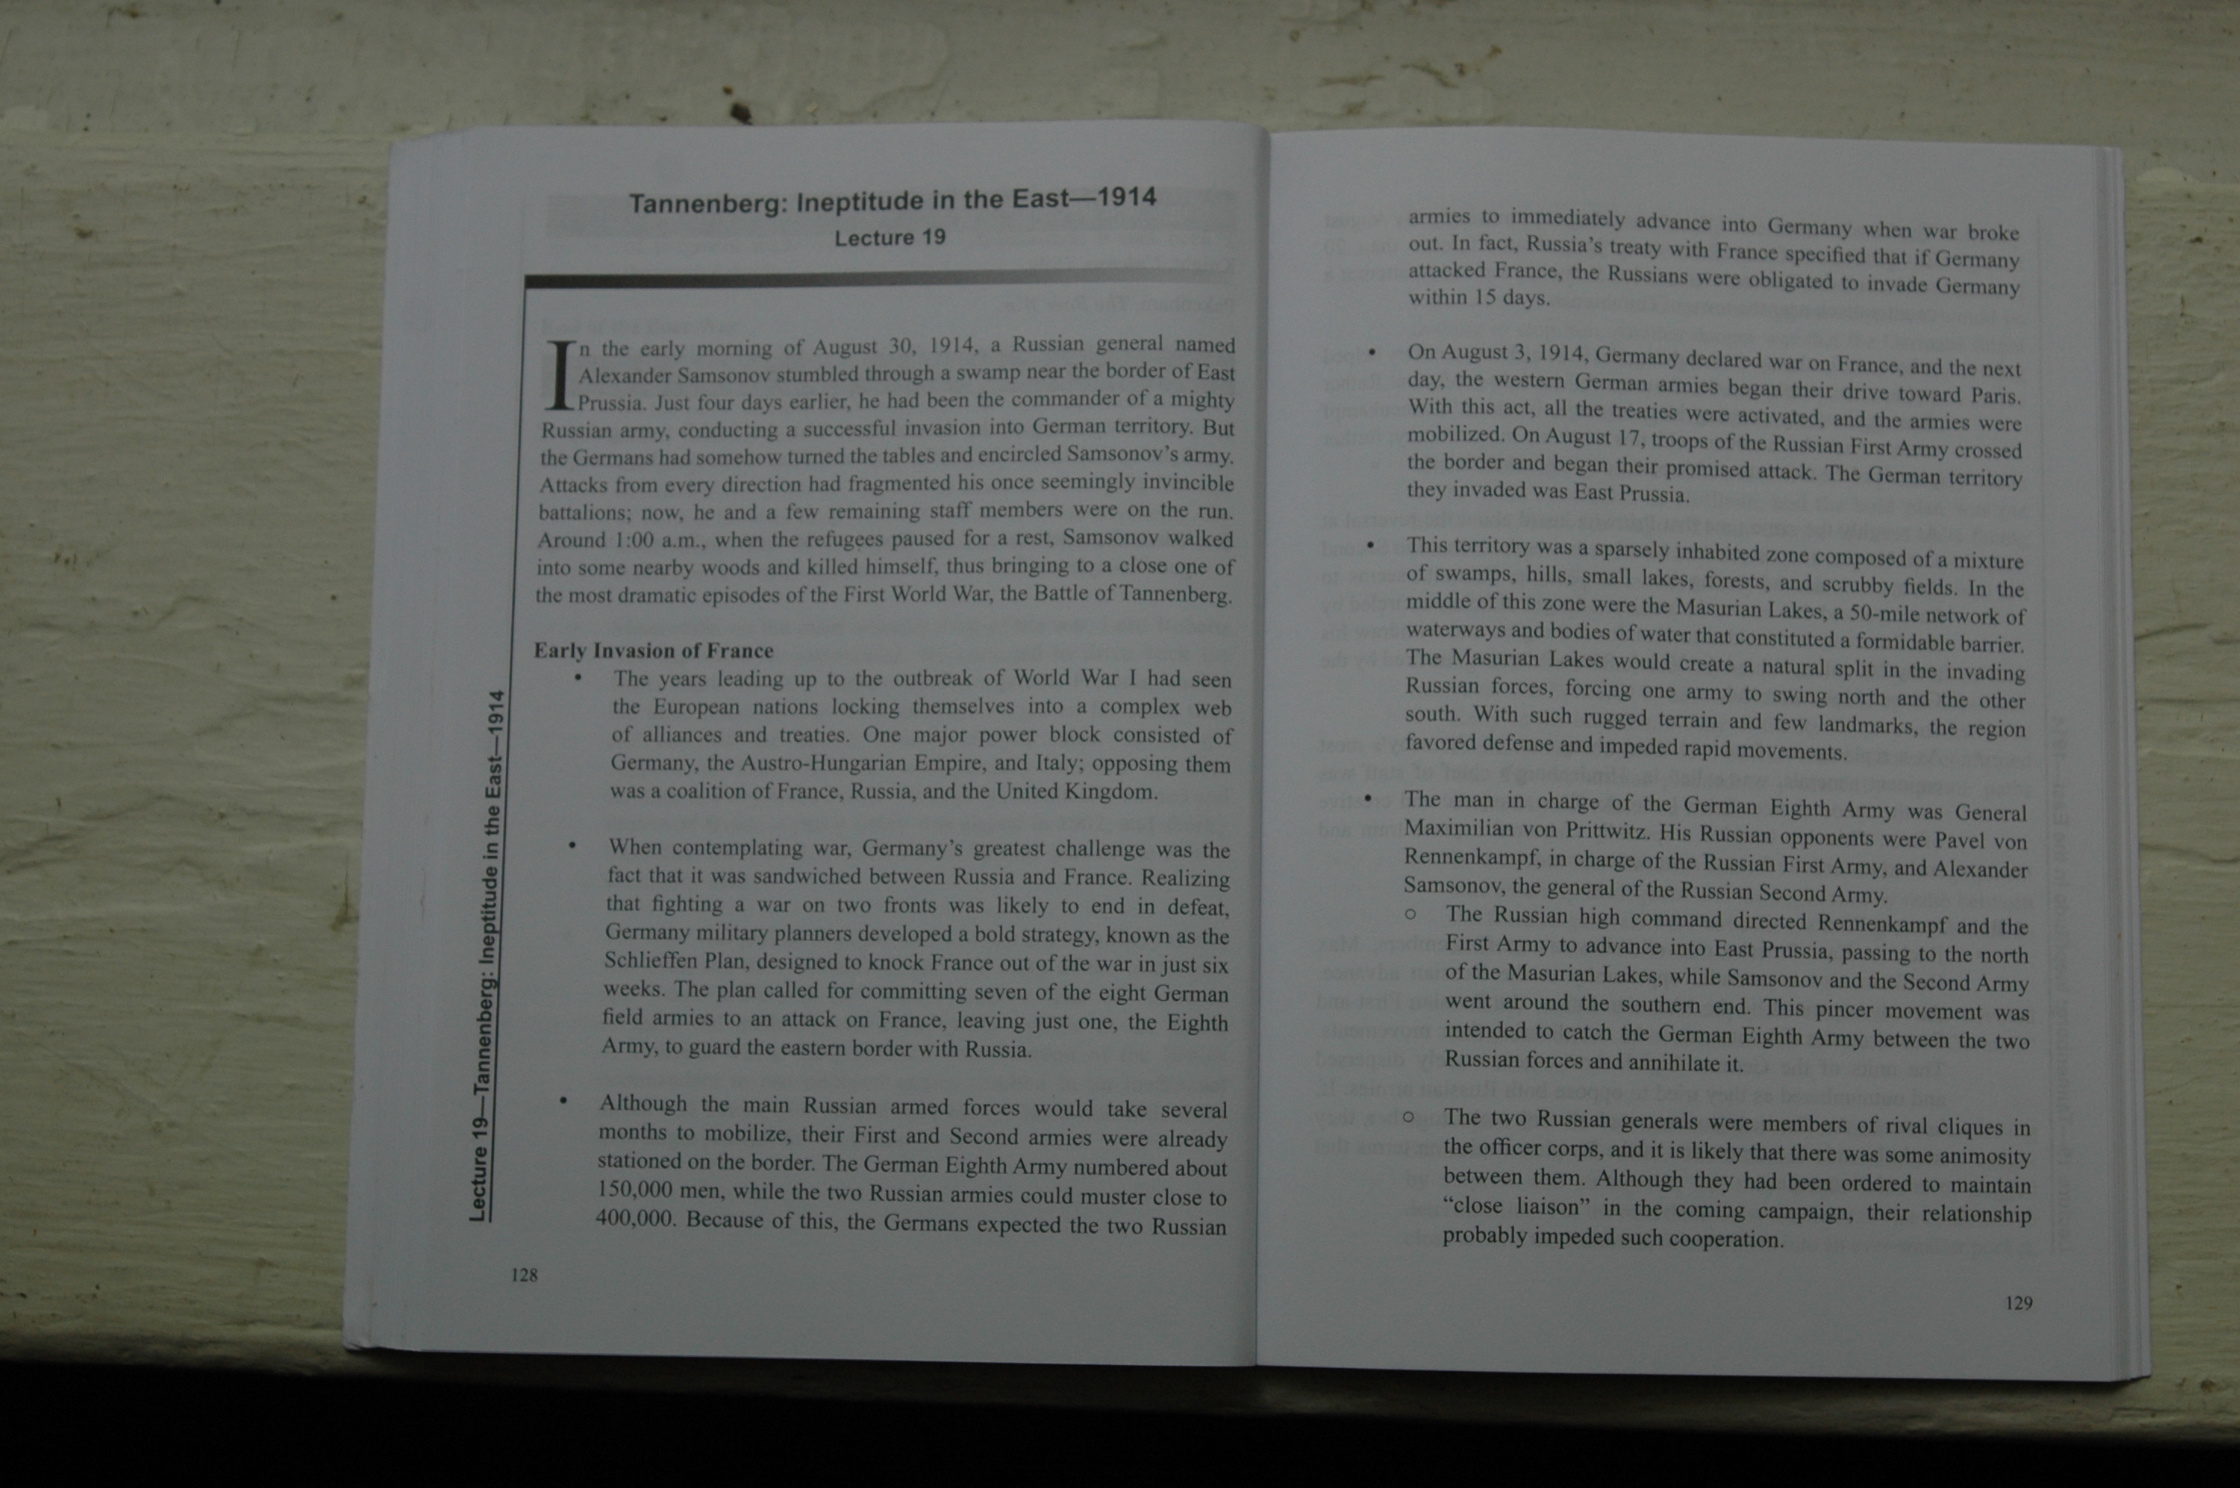 Tannenberg: Ineptitude in the East—1914
Lecture 19
In the early morning of August 30, 1914, a Russian general named
Alexander Samsonov stumbled through a swamp near the border of East
Prussia. Just four days earlier, he had been the commander of a mighty
Russian army, conducting a successful invasion into German territory. But
the Germans had somehow turned the tables and encircled Samsonov's army.
Attacks from every direction had fragmented his once seemingly invincible
battalions; now, he and a few remaining staff members were on the run.
Around 1:00 a.m., when the refugees paused for a rest, Samsonov walked
into some nearby woods and killed himself, thus bringing to a close one of
the most dramatic episodes of the First World War, the Battle of Tannenberg.
Early Invasion of France
• The years leading up to the outbreak of World War I had seen
the European nations locking themselves into a complex web
of alliances and treaties. One major power block consisted of
Germany, the Austro-Hungarian Empire, and Italy; opposing them
was a coalition of France, Russia, and the United Kingdom.
• When contemplating war, Germany's greatest challenge was the
fact that it was sandwiched between Russia and France. Realizing
that fighting a war on two fronts was likely to end in defeat,
Germany military planners developed a bold strategy, known as the
Schlieffen Plan, designed to knock France out of the war in just six
weeks. The plan called for committing seven of the eight German
field armies to an attack on France, leaving just one, the Eighth
Army, to guard the eastern border with Russia.
• Although the main Russian armed forces would take several
months to mobilize, their First and Second armies were already
stationed on the border. The German Eighth Army numbered about
150,000 men, while the two Russian armies could muster close to
400,000. Because of this, the Germans expected the two Russian
Lecture 19—Tannenberg: Ineptitude in the East—1914
128
armies to immediately advance into Germany when war broke
out. In fact, Russia's treaty with France specified that if Germany
attacked France, the Russians were obligated to invade Germany
within 15 days.
• On August 3, 1914, Germany declared war on France, and the next
day, the western German armies began their drive toward Paris.
With this act, all the treaties were activated, and the armies were
mobilized. On August 17, troops of the Russian First Army crossed
the border and began their promised attack. The German territory
they invaded was East Prussia.
• This territory was a sparsely inhabited zone composed of a mixture
of swamps, hills, small lakes, forests, and scrubby fields. In the
middle of this zone were the Masurian Lakes, a 50-mile network of
waterways and bodies of water that constituted a formidable barrier.
The Masurian Lakes would create a natural split in the invading
Russian forces, forcing one army to swing north and the other
south. With such rugged terrain and few landmarks, the region
favored defense and impeded rapid movements.
• The man in charge of the German Eighth Army was General
Maximilian von Prittwitz. His Russian opponents were Pavel von
Rennenkampf, in charge of the Russian First Army, and Alexander
Samsonov, the general of the Russian Second Army.
○ The Russian high command directed Rennenkampf and the
First Army to advance into East Prussia, passing to the north
of the Masurian Lakes, while Samsonov and the Second Army
went around the southern end. This pincer movement was
intended to catch the German Eighth Army between the two
Russian forces and annihilate it.
○ The two Russian generals were members of rival cliques in
the officer corps, and it is likely that there was some animosity
between them. Although they had been ordered to maintain
“close liaison” in the coming campaign, their relationship
probably impeded such cooperation.
129